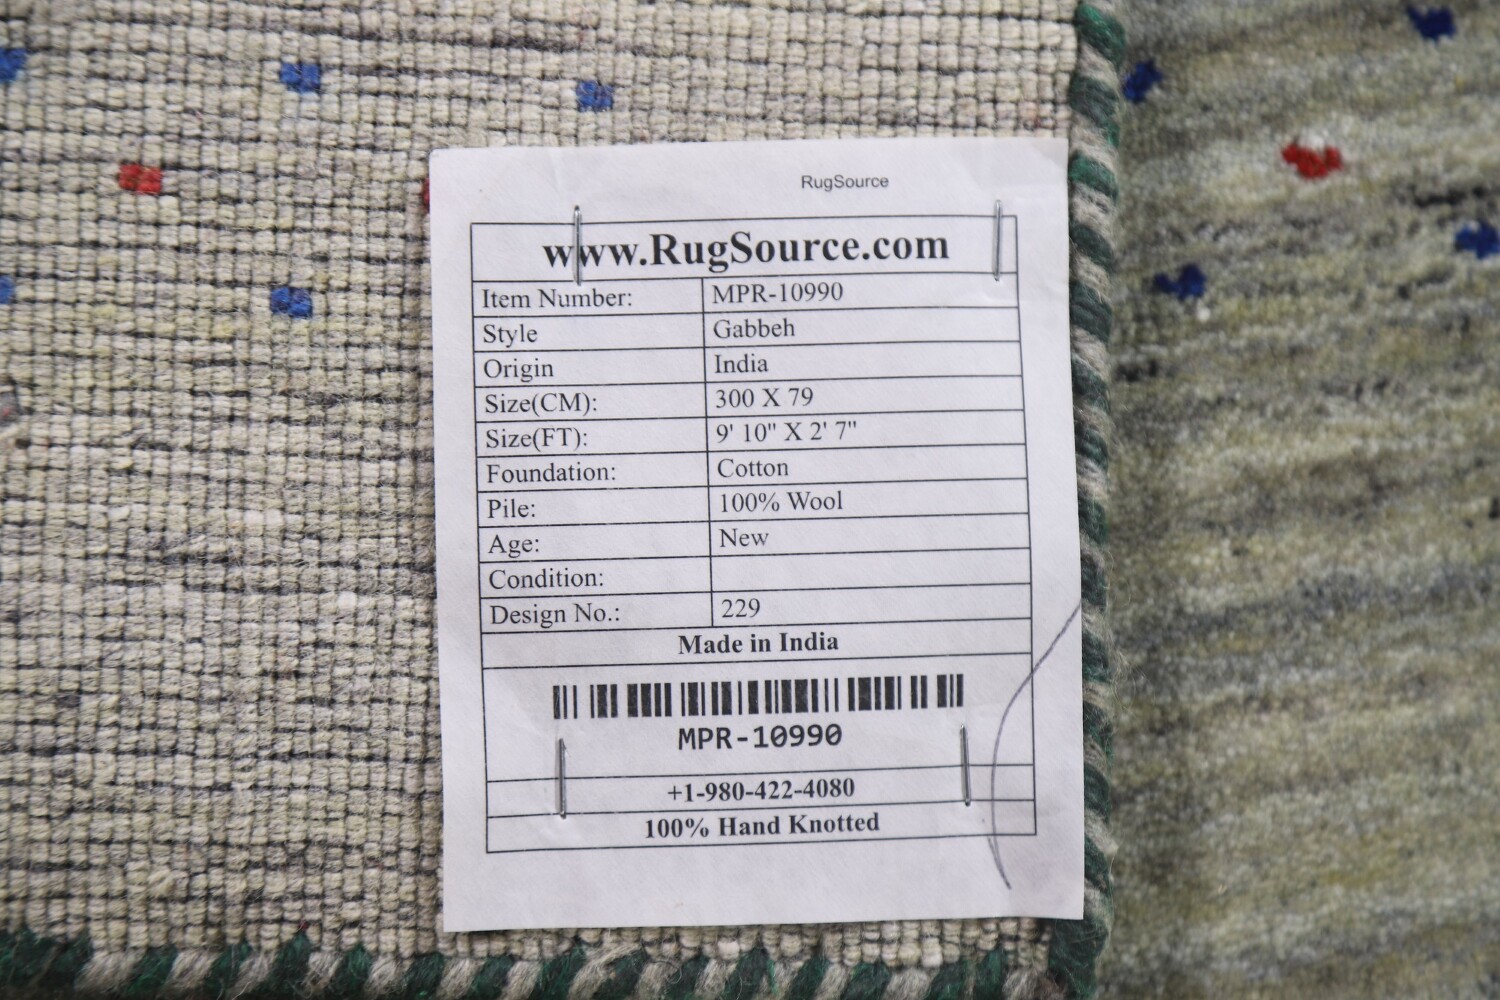 RugSource
www.RugSource.com
Item Number: MPR-10990
Style Gabbeh
Origin India
Size(CM): 300 X 79
Size(FT): 9' 10" X 2' 7"
Foundation: Cotton
Pile: 100% Wool
Age: New
Condition:
Design No.: 229
Made in India
MPR-10990
+1-980-422-4080
100% Hand Knotted